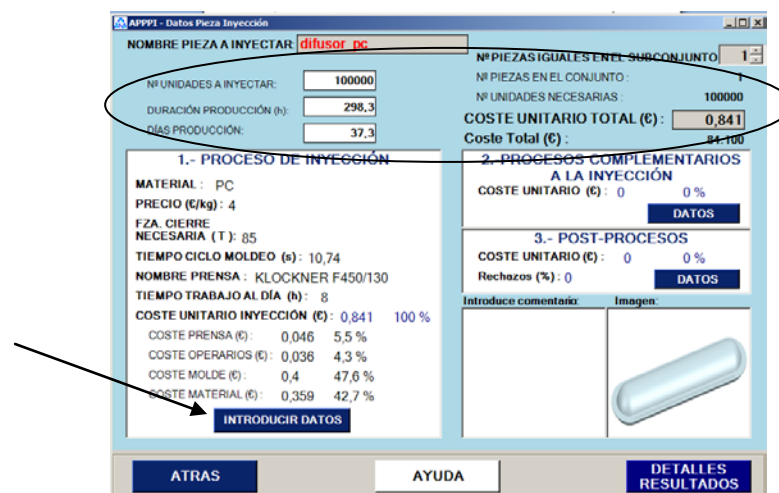 APPPI - Datos Pieza Inyección
NOMBRE PIEZA A INYECTAR difusor_pc
Nº PIEZAS IGUALES EN EL SUBCONJUNTO 1
Nº UNIDADES A INYECTAR: 100000
Nº PIEZAS EN EL CONJUNTO : 1
DURACIÓN PRODUCCIÓN (h): 298,3
Nº UNIDADES NECESARIAS : 100000
DÍAS PRODUCCIÓN: 37,3
COSTE UNITARIO TOTAL (€) : 0,841
Coste Total (€) : 84.100
1.- PROCESO DE INYECCIÓN
MATERIAL : PC
PRECIO (€/kg) : 4
FZA. CIERRE
NECESARIA ( T ): 85
TIEMPO CICLO MOLDEO (s) : 10,74
NOMBRE PRENSA : KLOCKNER F450/130
TIEMPO TRABAJO AL DÍA (h) : 8
COSTE UNITARIO INYECCIÓN (€) : 0,841 100 %
COSTE PRENSA (€) : 0,046 5,5 %
COSTE OPERARIOS (€) : 0,036 4,3 %
COSTE MOLDE (€) : 0,4 47,6 %
COSTE MATERIAL (€) : 0,359 42,7 %
INTRODUCIR DATOS
2.- PROCESOS COMPLEMENTARIOS
A LA INYECCIÓN
COSTE UNITARIO (€) : 0 0 %
DATOS
3.- POST-PROCESOS
COSTE UNITARIO (€) : 0 0 %
Rechazos (%) : 0 DATOS
Introduce comentario: Imagen:
ATRAS AYUDA DETALLES
RESULTADOS